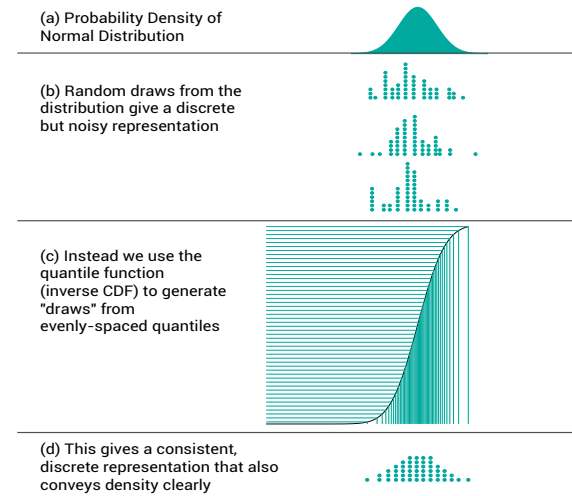 (a) Probability Density of
Normal Distribution
(b) Random draws from the
distribution give a discrete
but noisy representation
(c) Instead we use the
quantile function
(inverse CDF) to generate
"draws" from
evenly-spaced quantiles
(d) This gives a consistent,
discrete representation that also
conveys density clearly